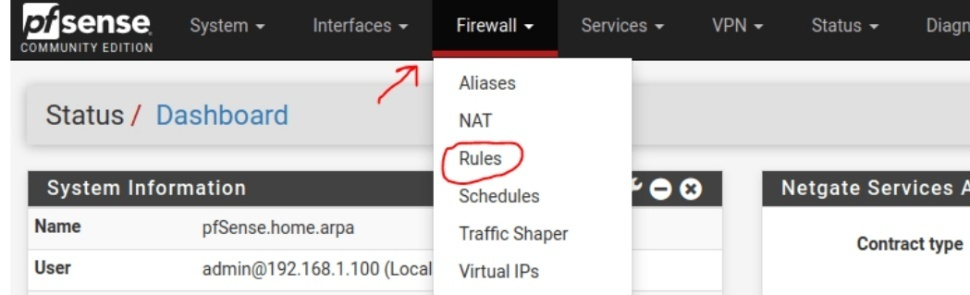 pfsense
COMMUNITY EDITION
System
Interfaces
Firewall
Services
VPN
Status
Diagn
Aliases
NAT
Rules
Schedules
Traffic Shaper
Virtual IPs
Status / Dashboard
System Information
Name pfSense.home.arpa
User admin@192.168.1.100 (Local
Netgate Services A
Contract type